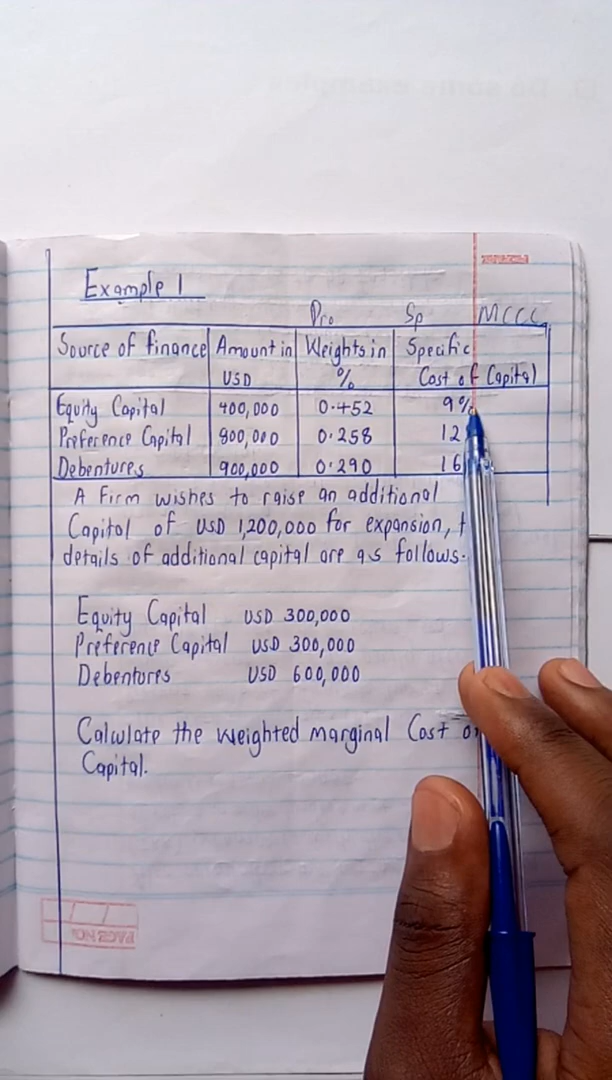 Example 1
Pro Sp MCCC
Source of finance Amount in USD Weights in % Specific Cost of Capital
Equity Capital 400,000 0.452 9%
Preference Capital 800,000 0.258 12
Debentures 900,000 0.290 16
A Firm wishes to raise an additional
Capital of USD 1,200,000 for expansion, t
details of additional capital are as follows.
Equity Capital USD 300,000
Preference Capital USD 300,000
Debentures USD 600,000
Calculate the weighted marginal Cost o
Capital.
PAGE NO.